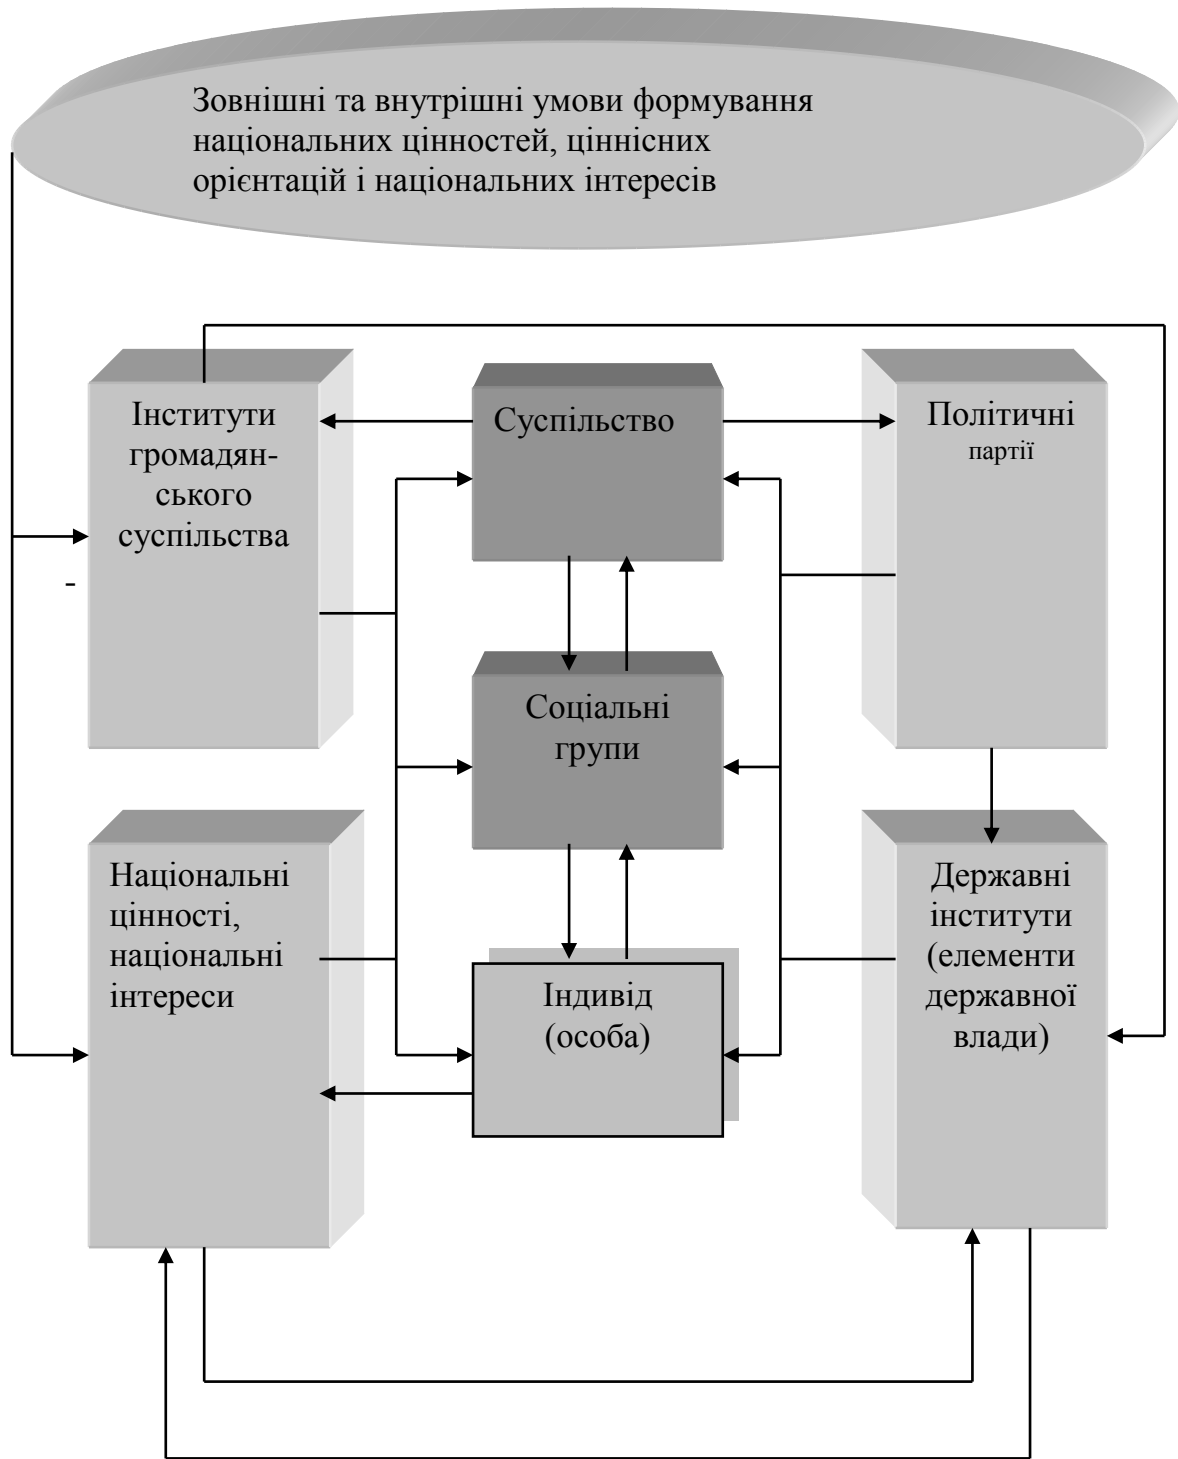 Зовнішні та внутрішні умови формування
національних цінностей, ціннісних
орієнтацій і національних інтересів
Інститути
громадян-
ського
суспільства
-
Суспільство
Політичні
партії
Соціальні
групи
Національні
цінності,
національні
інтереси
Індивід
(особа)
Державні
інститути
(елементи
державної
влади)